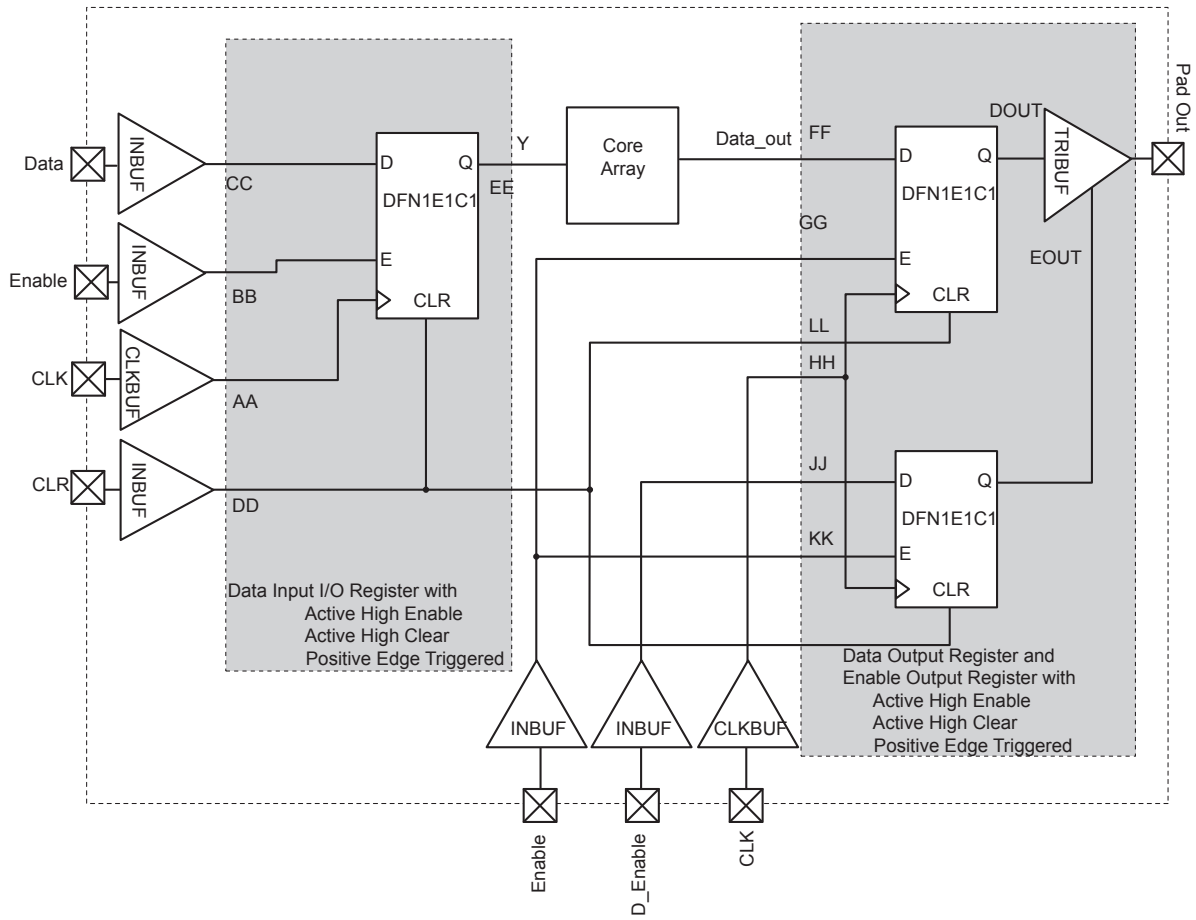 Pad Out
Data
INBUF
CC
D
Q
DFN1E1C1
E
CLR
Y
EE
Core
Array
Data_out
FF
D
Q
DFN1E1C1
E
CLR
DOUT
TRIBUF
EOUT
GG
Enable
INBUF
BB
CLK
CLKBUF
AA
LL
HH
CLR
INBUF
DD
JJ
KK
D
Q
DFN1E1C1
E
CLR
Data Input I/O Register with
Active High Enable
Active High Clear
Positive Edge Triggered
Data Output Register and
Enable Output Register with
Active High Enable
Active High Clear
Positive Edge Triggered
INBUF
INBUF
CLKBUF
Enable
D_Enable
CLK